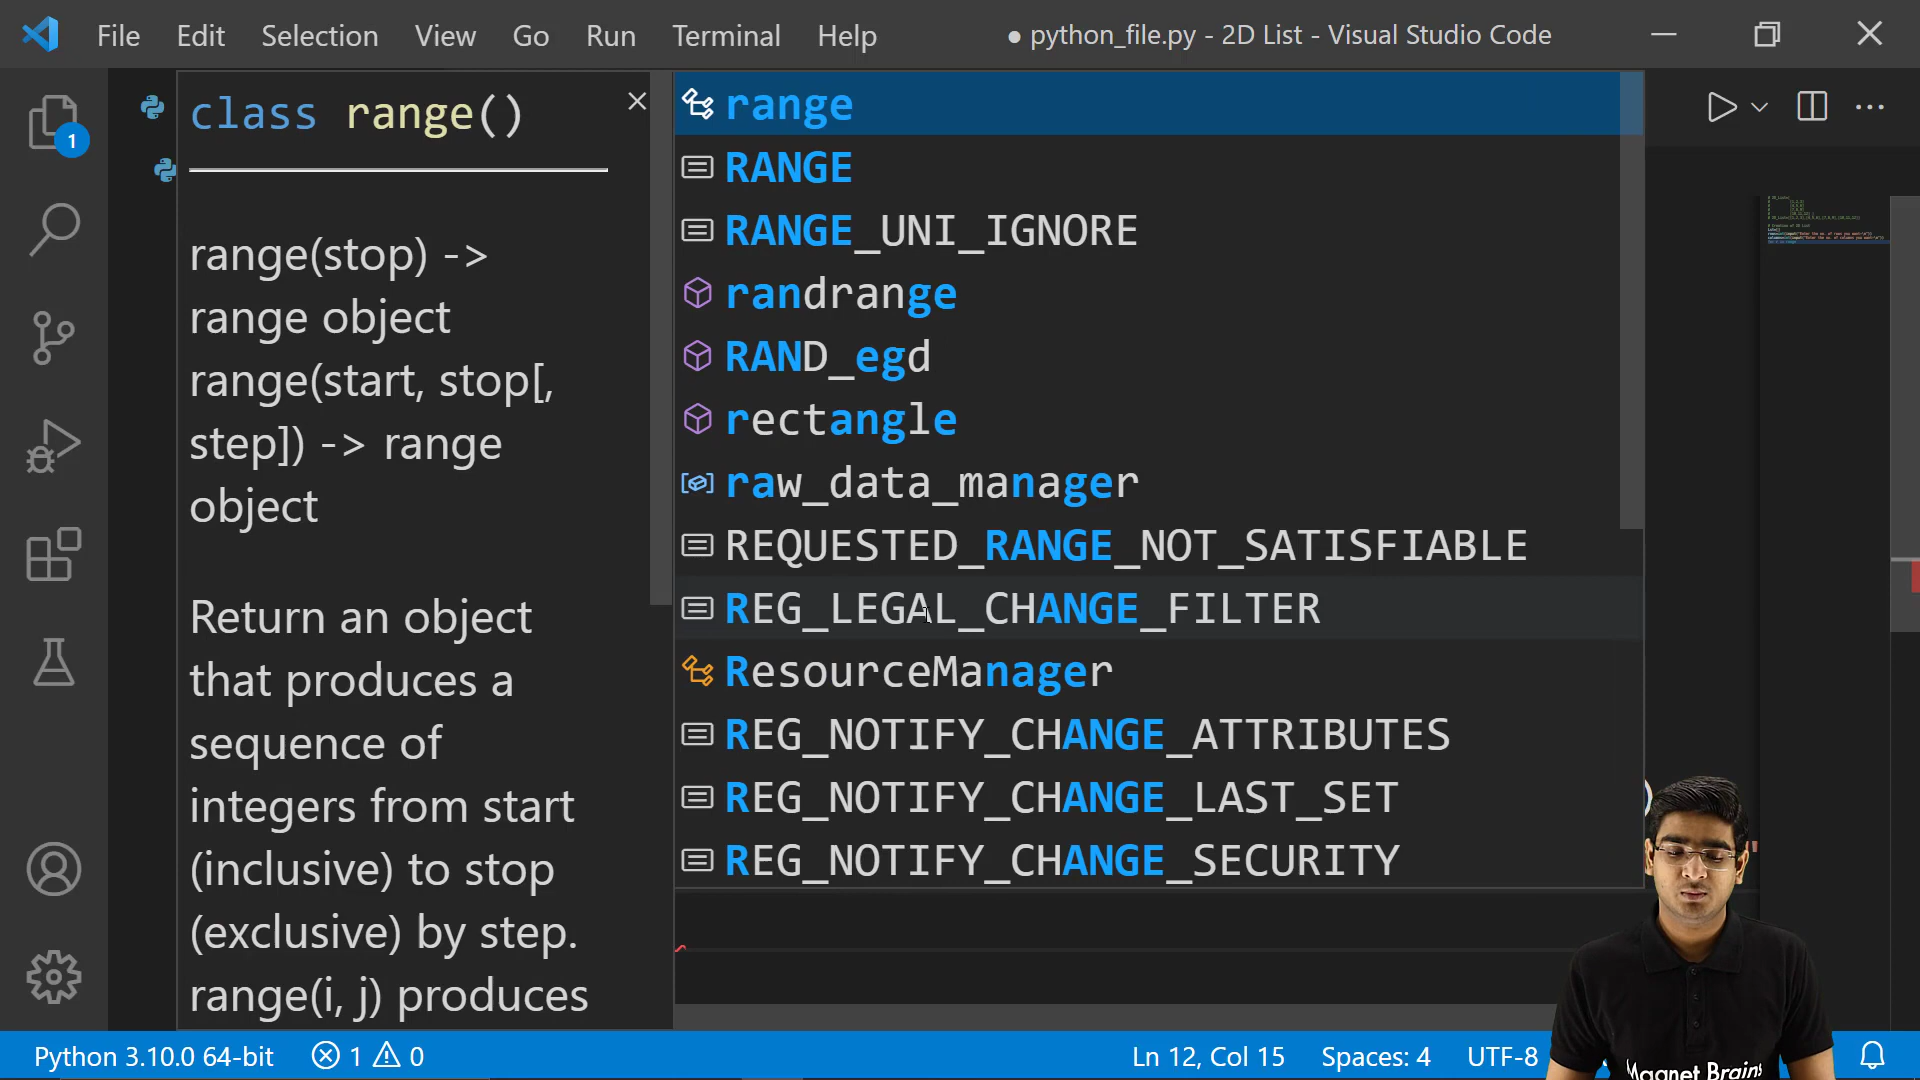 File Edit Selection View Go Run Terminal Help
● python_file.py - 2D List - Visual Studio Code
1
class range()
range(stop) ->
range object
range(start, stop[,
step]) -> range
object
Return an object
that produces a
sequence of
integers from start
(inclusive) to stop
(exclusive) by step.
range(i, j) produces
range
RANGE
RANGE_UNI_IGNORE
randrange
RAND_egd
rectangle
raw_data_manager
REQUESTED_RANGE_NOT_SATISFIABLE
REG_LEGAL_CHANGE_FILTER
ResourceManager
REG_NOTIFY_CHANGE_ATTRIBUTES
REG_NOTIFY_CHANGE_LAST_SET
REG_NOTIFY_CHANGE_SECURITY
Magnet Brains
Python 3.10.0 64-bit 1 0 Ln 12, Col 15 Spaces: 4 UTF-8